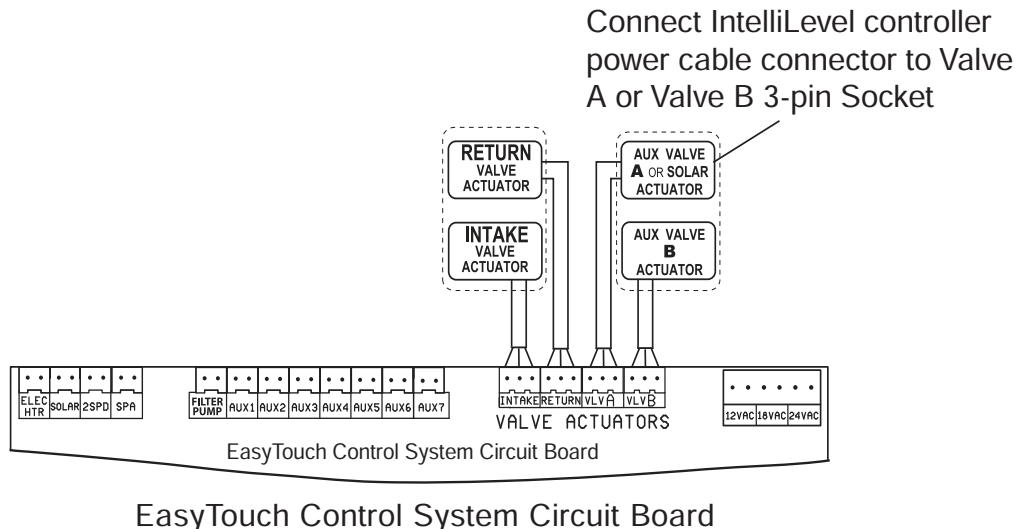 Connect IntelliLevel controller
power cable connector to Valve
A or Valve B 3-pin Socket
RETURN
VALVE
ACTUATOR
AUX VALVE
A OR SOLAR
ACTUATOR
INTAKE
VALVE
ACTUATOR
AUX VALVE
B
ACTUATOR
ELEC
HTR
SOLAR
2SPD
SPA
FILTER
PUMP
AUX1
AUX2
AUX3
AUX4
AUX5
AUX6
AUX7
INTAKE
RETURN
VLVA
VLVB
12VAC
18VAC
24VAC
VALVE ACTUATORS
EasyTouch Control System Circuit Board
EasyTouch Control System Circuit Board